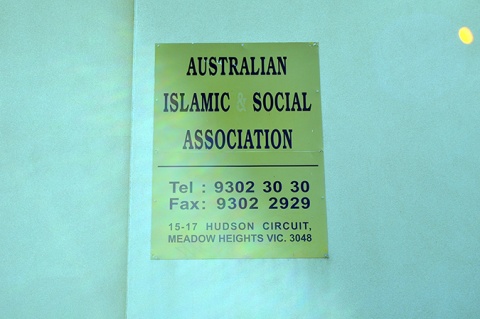 AUSTRALIAN
ISLAMIC & SOCIAL
ASSOCIATION
Tel : 9302 30 30
Fax: 9302 2929
15-17 HUDSON CIRCUIT,
MEADOW HEIGHTS VIC. 3048